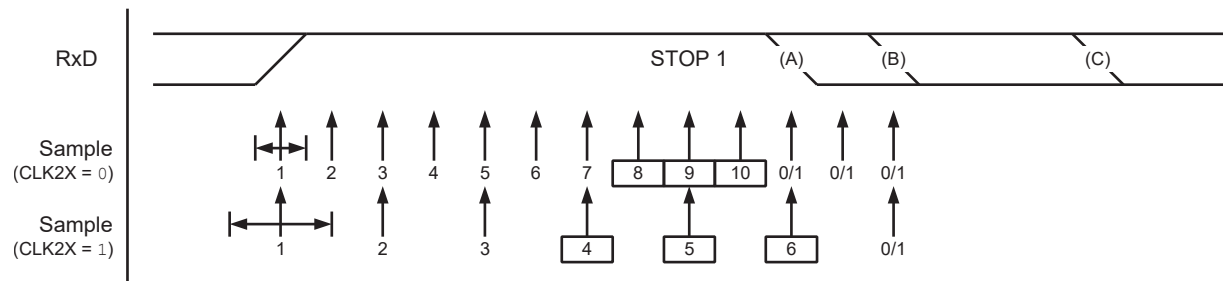 RxD STOP 1 (A) (B) (C)
Sample
(CLK2X = 0)
1 2 3 4 5 6 7 8 9 10 0/1 0/1 0/1
Sample
(CLK2X = 1)
1 2 3 4 5 6 0/1